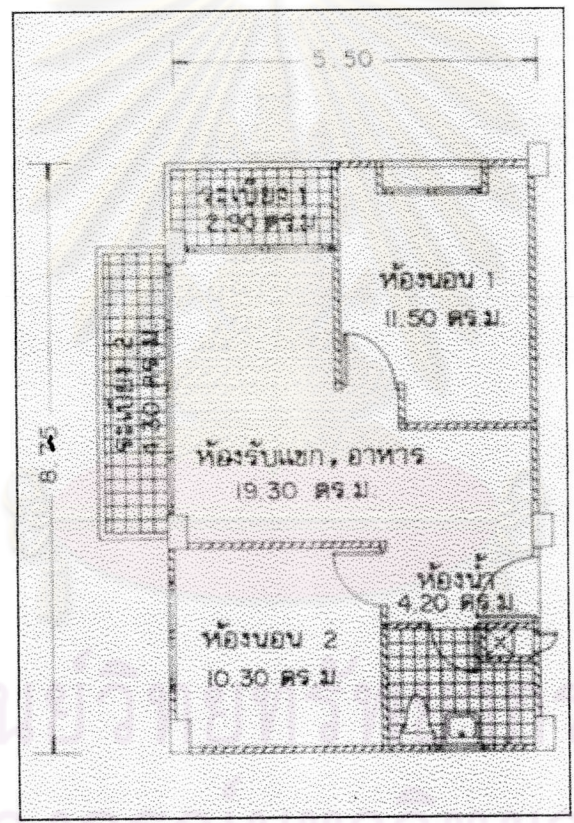 5.50
ระเบียง 1
2.90 ตร.ม
ห้องนอน 1
11.50 ตร.ม
ระเบียง 2
4.30 ตร.ม
8.75
ห้องรับแขก, อาหาร
19.30 ตร.ม
ห้องน้ำ
4.20 ตร.ม
ห้องนอน 2
10.30 ตร.ม